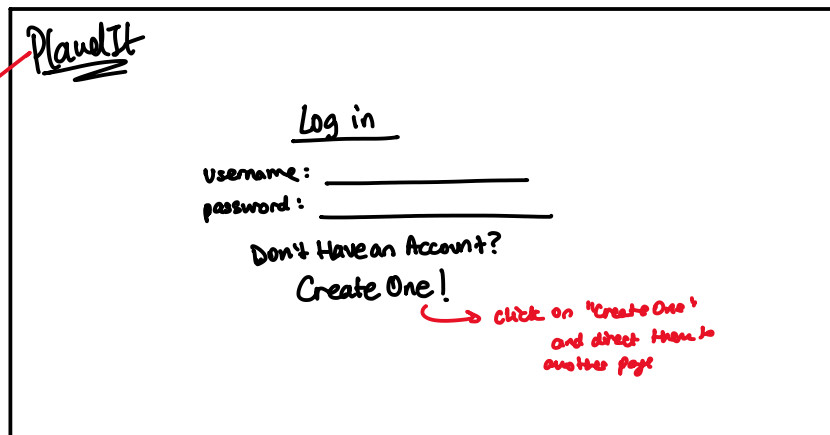 PlaudIt
Log in
username:
password:
Don't Have an Account?
Create One!
click on "Create One"
and direct them to
another page